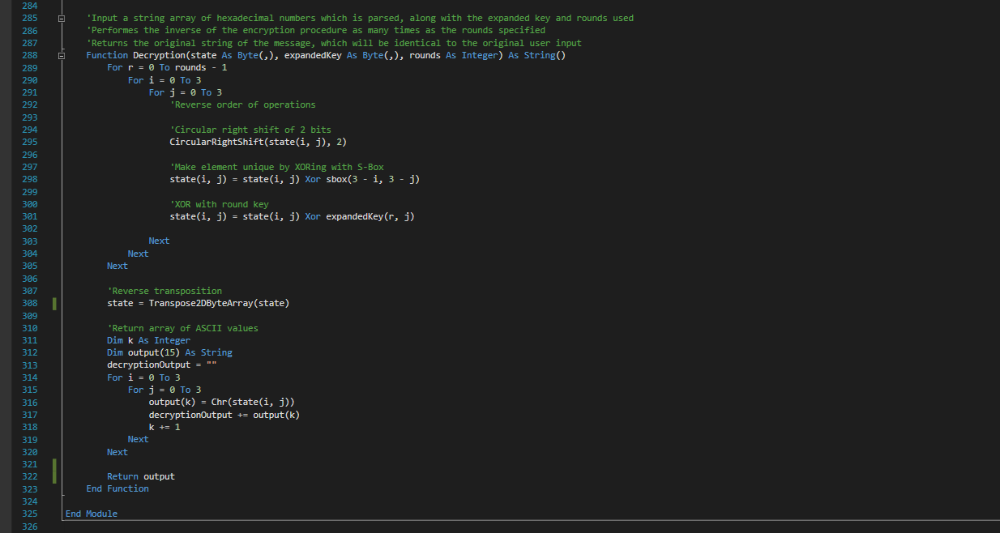 284
285 'Input a string array of hexadecimal numbers which is parsed, along with the expanded key and rounds used
286 'Performes the inverse of the encryption procedure as many times as the rounds specified
287 'Returns the original string of the message, which will be identical to the original user input
288 Function Decryption(state As Byte(,), expandedKey As Byte(,), rounds As Integer) As String()
289 For r = 0 To rounds - 1
290 For i = 0 To 3
291 For j = 0 To 3
292 'Reverse order of operations
293
294 'Circular right shift of 2 bits
295 CircularRightShift(state(i, j), 2)
296
297 'Make element unique by XORing with S-Box
298 state(i, j) = state(i, j) Xor sbox(3 - i, 3 - j)
299
300 'XOR with round key
301 state(i, j) = state(i, j) Xor expandedKey(r, j)
302
303 Next
304 Next
305 Next
306
307 'Reverse transposition
308 state = Transpose2DByteArray(state)
309
310 'Return array of ASCII values
311 Dim k As Integer
312 Dim output(15) As String
313 decryptionOutput = ""
314 For i = 0 To 3
315 For j = 0 To 3
316 output(k) = Chr(state(i, j))
317 decryptionOutput += output(k)
318 k += 1
319 Next
320 Next
321
322 Return output
323 End Function
324
325 End Module
326